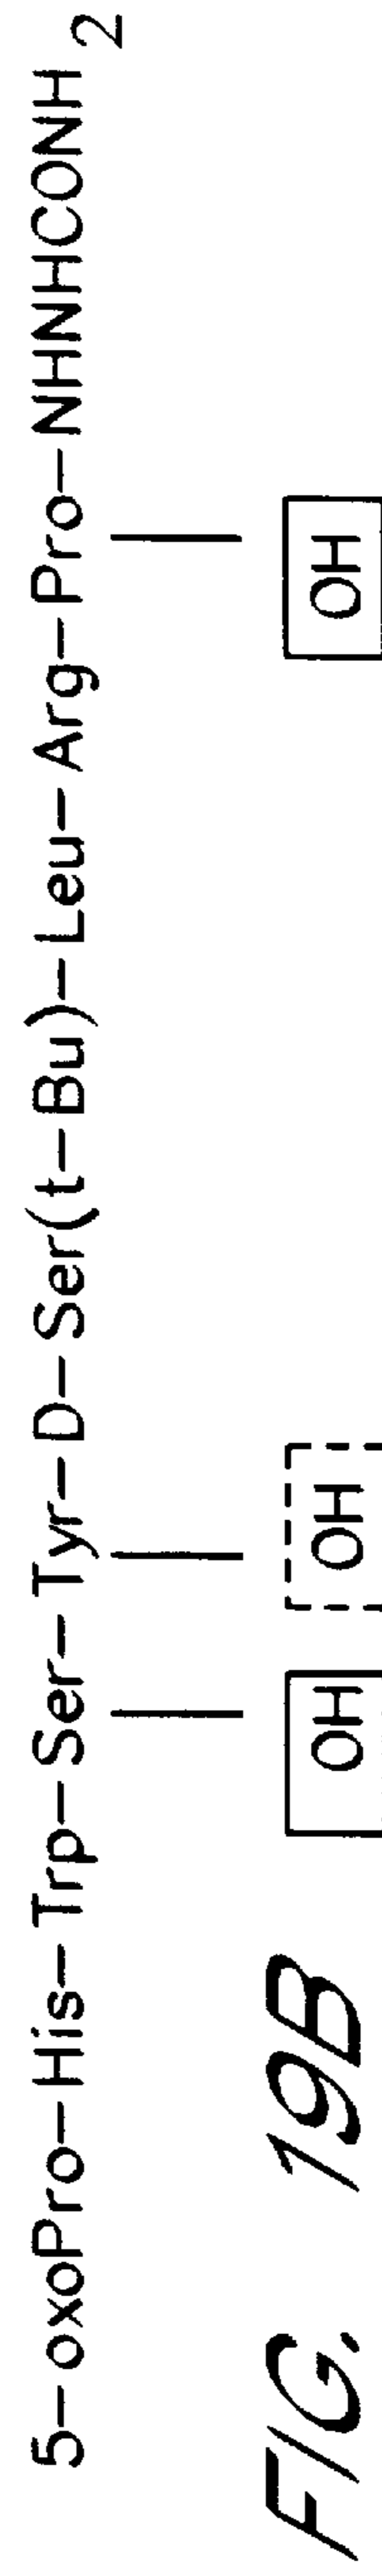 5-oxoPro-His-Trp-Ser-Tyr-D-Ser(t-Bu)-Leu-Arg-Pro-NHNHCONH2
OH OH OH
FIG. 19B